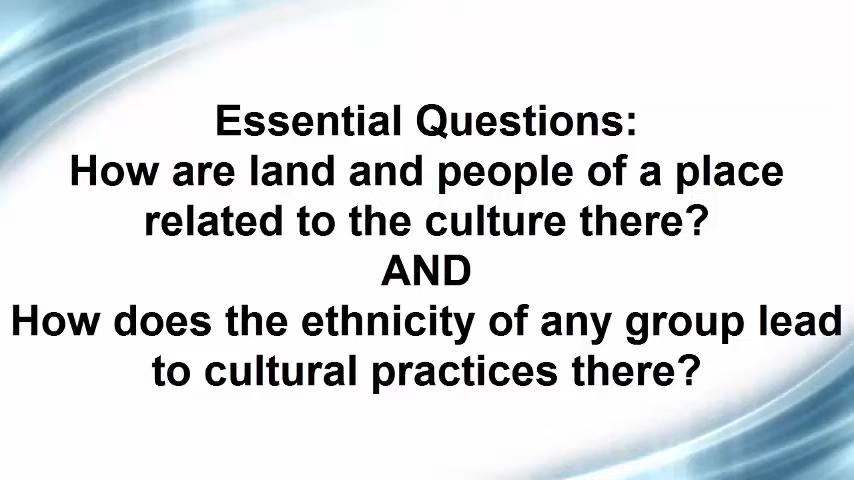 Essential Questions:
How are land and people of a place
related to the culture there?
AND
How does the ethnicity of any group lead
to cultural practices there?